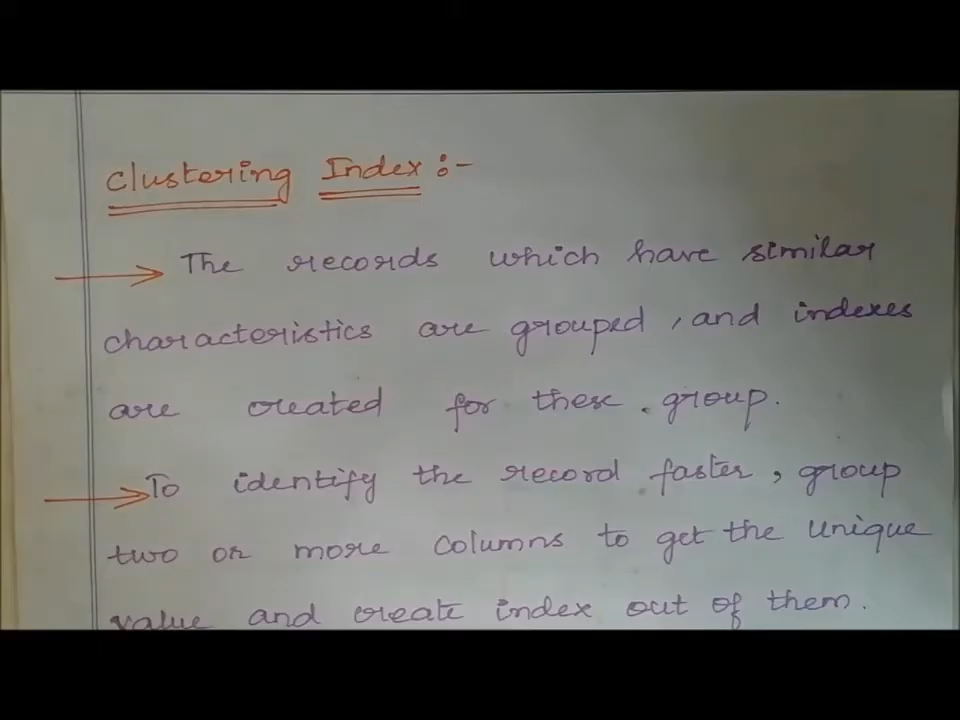 Clustering Index :-
The records which have similar
characteristics are grouped, and indexes
are created for these group.
To identify the record faster, group
two or more columns to get the unique
value and create index out of them.